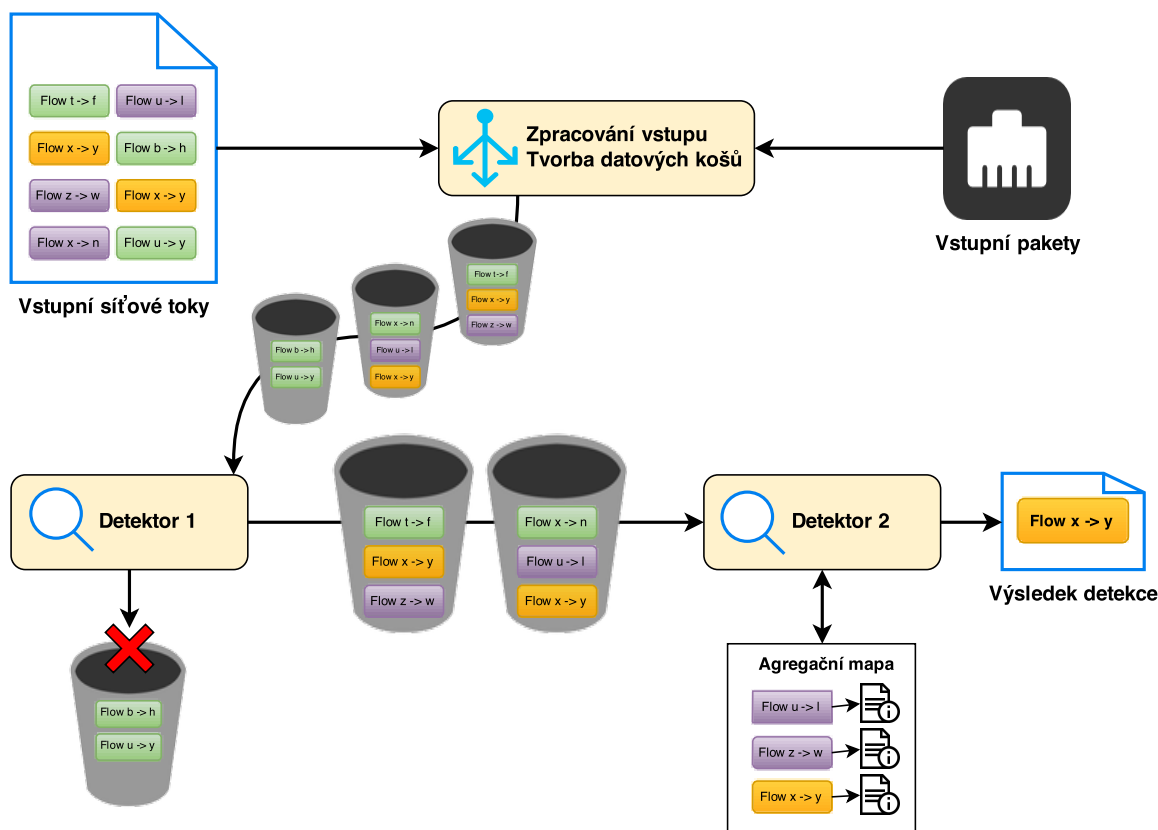 Flow t -> f
Flow u -> l
Flow x -> y
Flow b -> h
Flow z -> w
Flow x -> y
Flow x -> n
Flow u -> y
Vstupní síťové toky
Zpracování vstupu
Tvorba datových košů
Vstupní pakety
Flow t -> f
Flow x -> y
Flow z -> w
Flow x -> n
Flow u -> l
Flow x -> y
Flow b -> h
Flow u -> y
Detektor 1
Flow t -> f
Flow x -> y
Flow z -> w
Flow x -> n
Flow u -> l
Flow x -> y
Detektor 2
Flow x -> y
Výsledek detekce
Flow b -> h
Flow u -> y
Agregační mapa
Flow u -> l
Flow z -> w
Flow x -> y